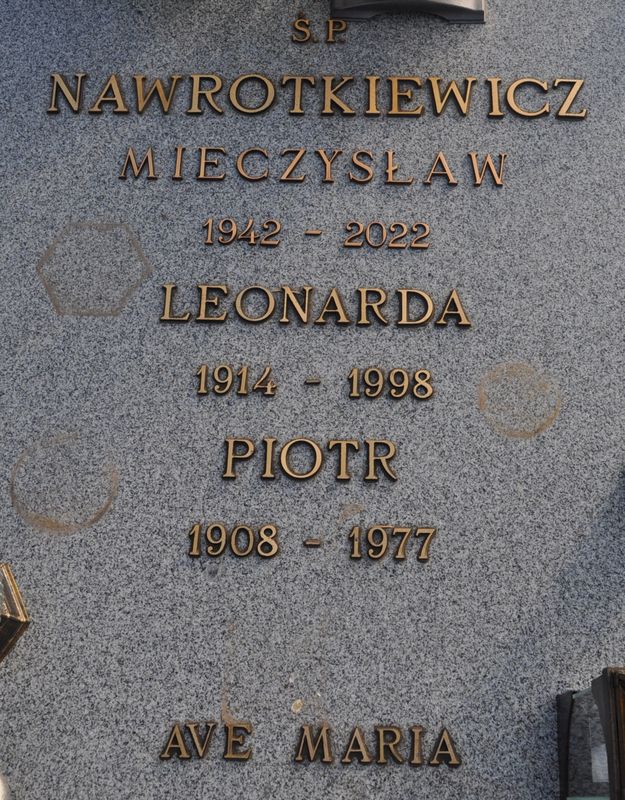 Ś.P.
NAWROTKIEWICZ
MIECZYSŁAW
1942 - 2022
LEONARDA
1914 - 1998
PIOTR
1908 - 1977
AVE MARIA